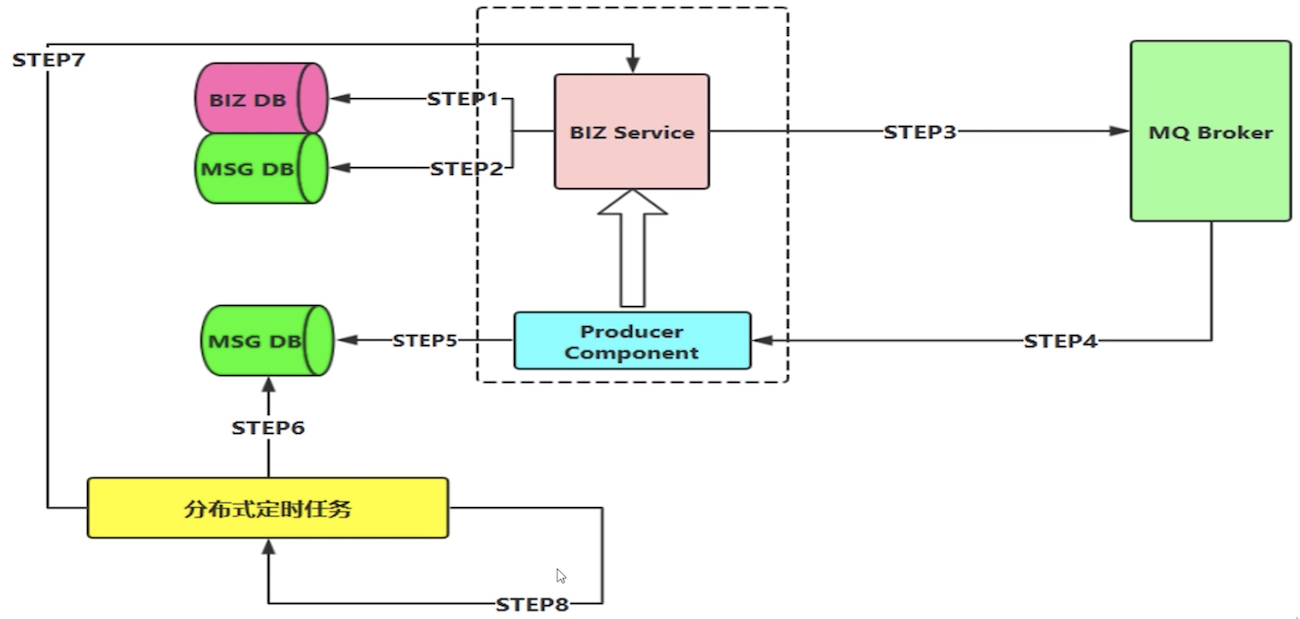 STEP7
BIZ DB
STEP1
MSG DB
STEP2
BIZ Service
STEP3
MQ Broker
MSG DB
STEP5
Producer
Component
STEP4
STEP6
分布式定时任务
STEP8